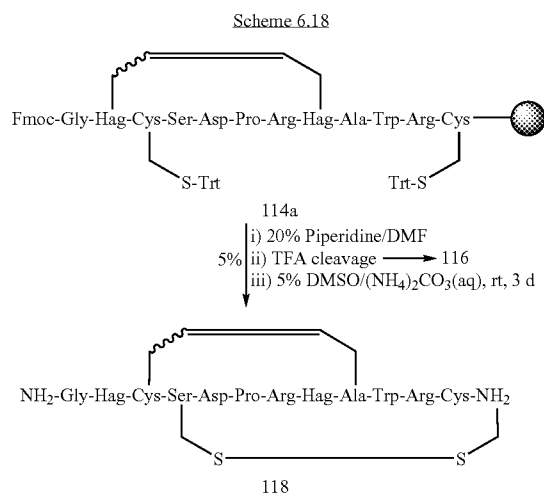 Scheme 6.18
Fmoc-Gly-Hag-Cys-Ser-Asp-Pro-Arg-Hag-Ala-Trp-Arg-Cys
S-Trt Trt-S
114a
5% i) 20% Piperidine/DMF
ii) TFA cleavage 116
iii) 5% DMSO/(NH4)2CO3(aq), rt, 3 d
NH2-Gly-Hag-Cys-Ser-Asp-Pro-Arg-Hag-Ala-Trp-Arg-Cys-NH2
S S
118